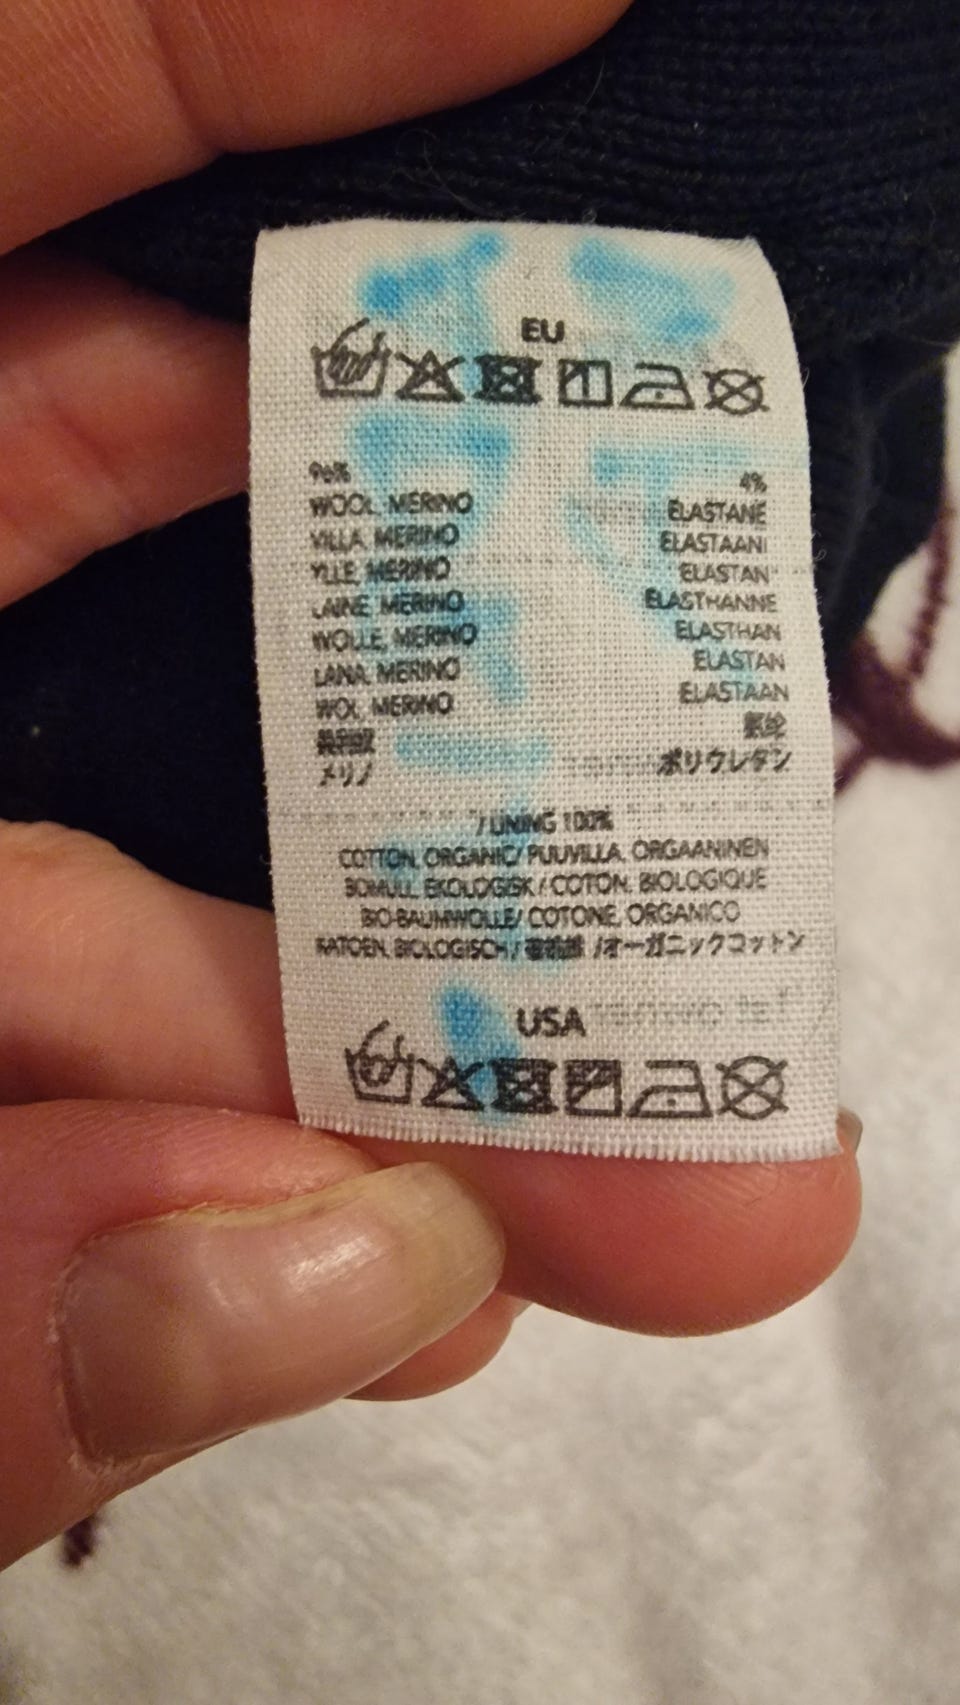 EU
96%
4%
WOOL, MERINO ELASTANE
VILLA, MERINO ELASTAANI
YLLE, MERINO ELASTAN
LAINE, MERINO ELASTHANNE
WOLLE, MERINO ELASTHAN
LANA, MERINO ELASTAN
WOL, MERINO ELASTAAN
メリノ ポリウレタン
/ LINING 100%
COTTON, ORGANIC/ PUUVILLA, ORGAANINEN
BOMULL, EKOLOGISK / COTON, BIOLOGIQUE
BIO-BAUMWOLLE/ COTONE, ORGANICO
KATOEN, BIOLOGISCH / /オーガニックコットン
USA